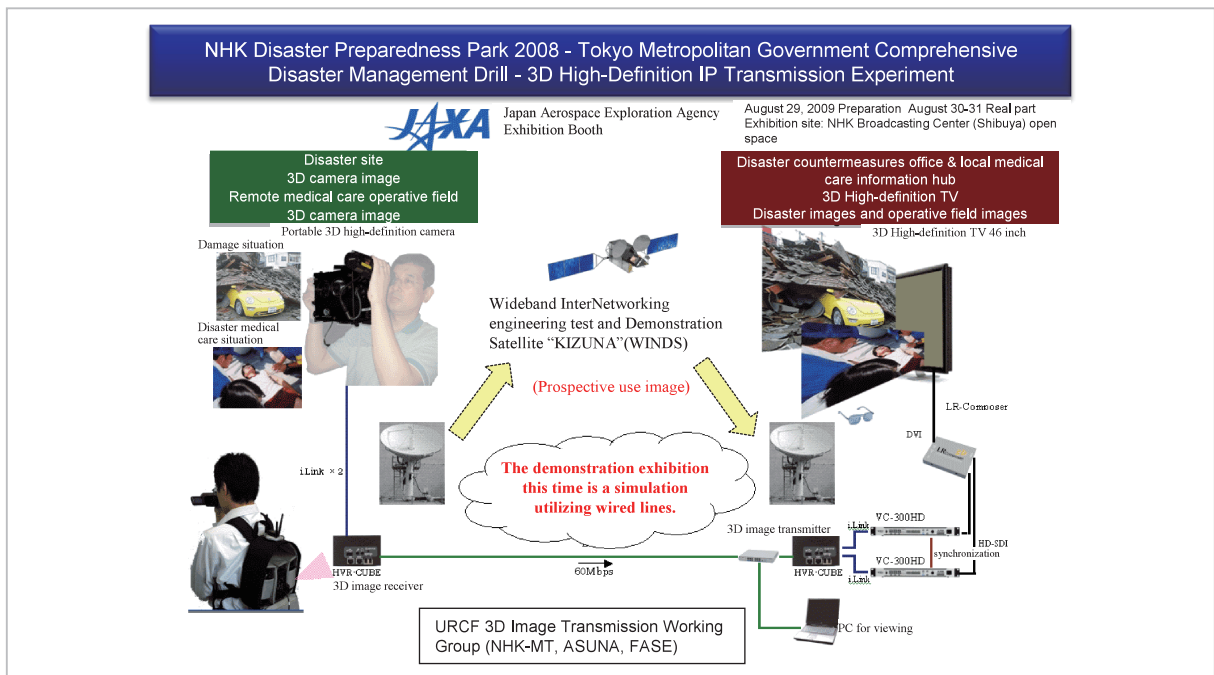 NHK Disaster Preparedness Park 2008 - Tokyo Metropolitan Government Comprehensive
Disaster Management Drill - 3D High-Definition IP Transmission Experiment
JAXA
Japan Aerospace Exploration Agency
Exhibition Booth
August 29, 2009 Preparation August 30-31 Real part
Exhibition site: NHK Broadcasting Center (Shibuya) open
space
Disaster site
3D camera image
Remote medical care operative field
3D camera image
Disaster countermeasures office & local medical
care information hub
3D High-definition TV
Disaster images and operative field images
Portable 3D high-definition camera
3D High-definition TV 46 inch
Damage situation
Disaster medical
care situation
Wideband InterNetworking
engineering test and Demonstration
Satellite “KIZUNA”(WINDS)
(Prospective use image)
LR-Composer
DVI
iLink × 2
The demonstration exhibition
this time is a simulation
utilizing wired lines.
3D image transmitter
iLink
VC-300HD
HD-SDI
synchronization
VC-300HD
iLink
HVR-CUBE
3D image receiver
60Mbps
HVR-CUBE
PC for viewing
URCF 3D Image Transmission Working
Group (NHK-MT, ASUNA, FASE)